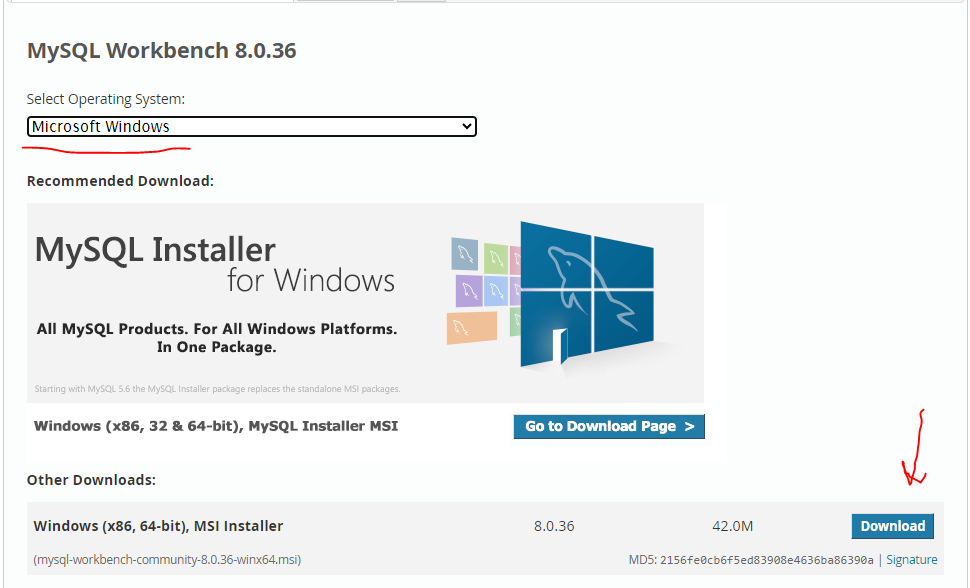 MySQL Workbench 8.0.36
Select Operating System:
Microsoft Windows
Recommended Download:
MySQL Installer
for Windows
All MySQL Products. For All Windows Platforms.
In One Package.
Starting with MySQL 5.6 the MySQL Installer package replaces the standalone MSI packages.
Windows (x86, 32 & 64-bit), MySQL Installer MSI
Go to Download Page >
Other Downloads:
Windows (x86, 64-bit), MSI Installer 8.0.36 42.0M Download
(mysql-workbench-community-8.0.36-winx64.msi) MD5: 2156fe0cb6f5ed83908e4636ba86390a | Signature